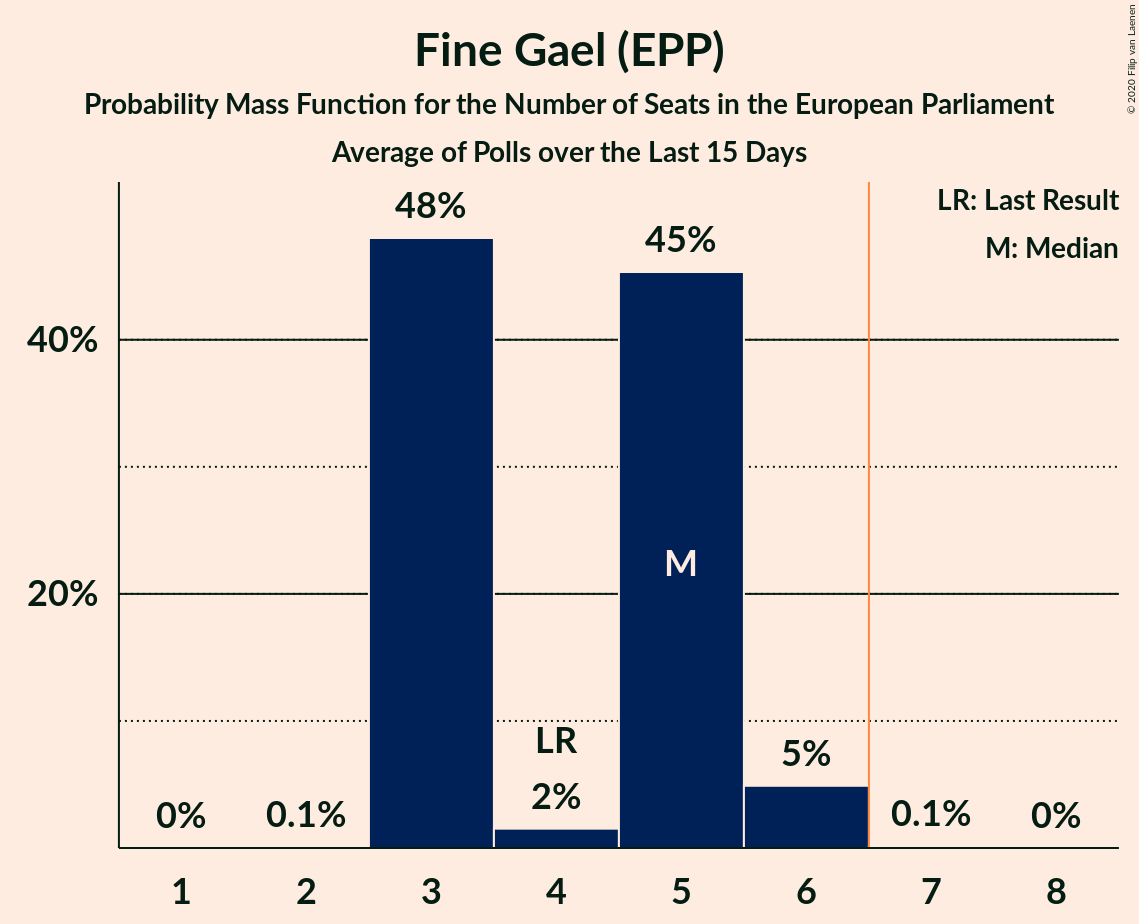 Fine Gael (EPP)
Probability Mass Function for the Number of Seats in the European Parliament
Average of Polls over the Last 15 Days
© 2020 Filip van Laenen
LR: Last Result
M: Median
48%
45%
40%
M
20%
LR
5%
2%
0%
0.1%
0.1%
0%
1 2 3 4 5 6 7 8